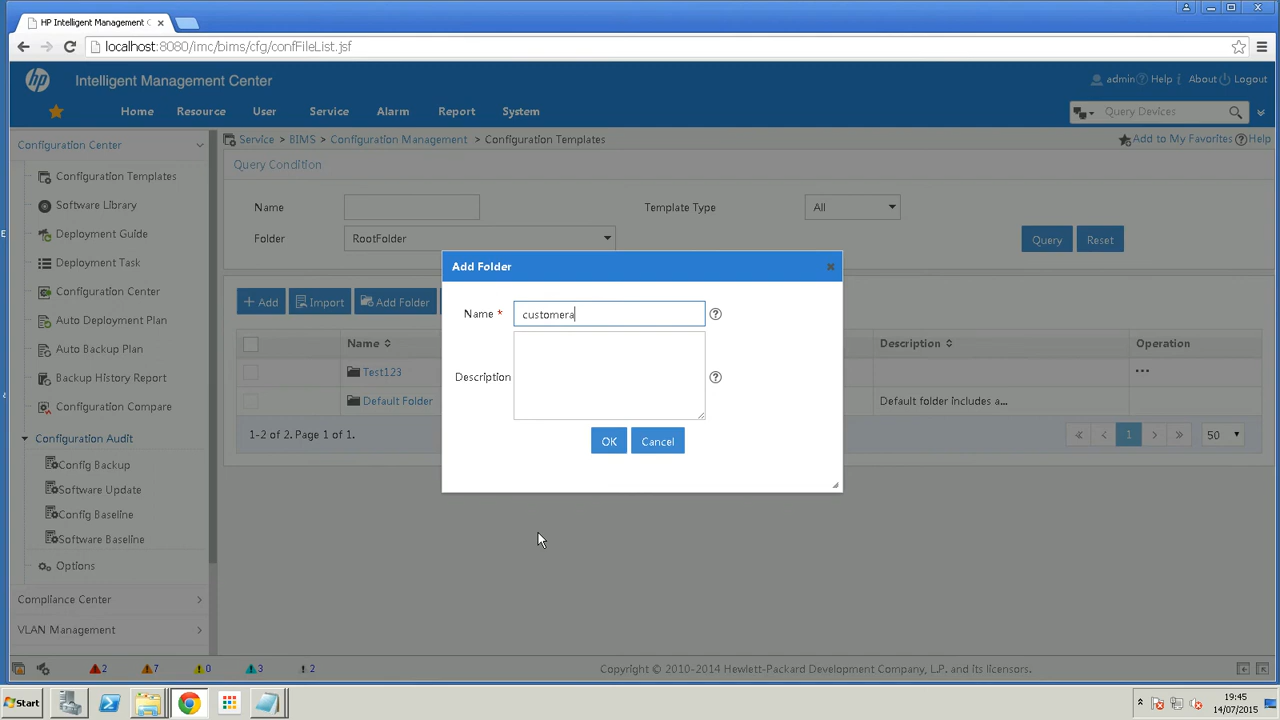 HP Intelligent Management C
localhost:8080/imc/bims/cfg/confFileList.jsf
hp Intelligent Management Center
admin Help About Logout
Home Resource User Service Alarm Report System
Query Devices
Configuration Center
Service > BIMS > Configuration Management > Configuration Templates
Add to My Favorites Help
Query Condition
Configuration Templates
Software Library
Deployment Guide
Deployment Task
Configuration Center
Auto Deployment Plan
Auto Backup Plan
Backup History Report
Configuration Compare
Configuration Audit
Config Backup
Software Update
Config Baseline
Software Baseline
Options
Compliance Center
VLAN Management
Name
Template Type All
Folder RootFolder
Query Reset
+ Add Import Add Folder
Name Description Operation
Test123 ...
Default Folder Default folder includes a...
1-2 of 2. Page 1 of 1.
« < 1 > » 50
Add Folder
Name * customera
Description
OK Cancel
2 7 0 3 2
Copyright © 2010-2014 Hewlett-Packard Development Company, L.P. and its licensors.
Start
19:45
14/07/2015